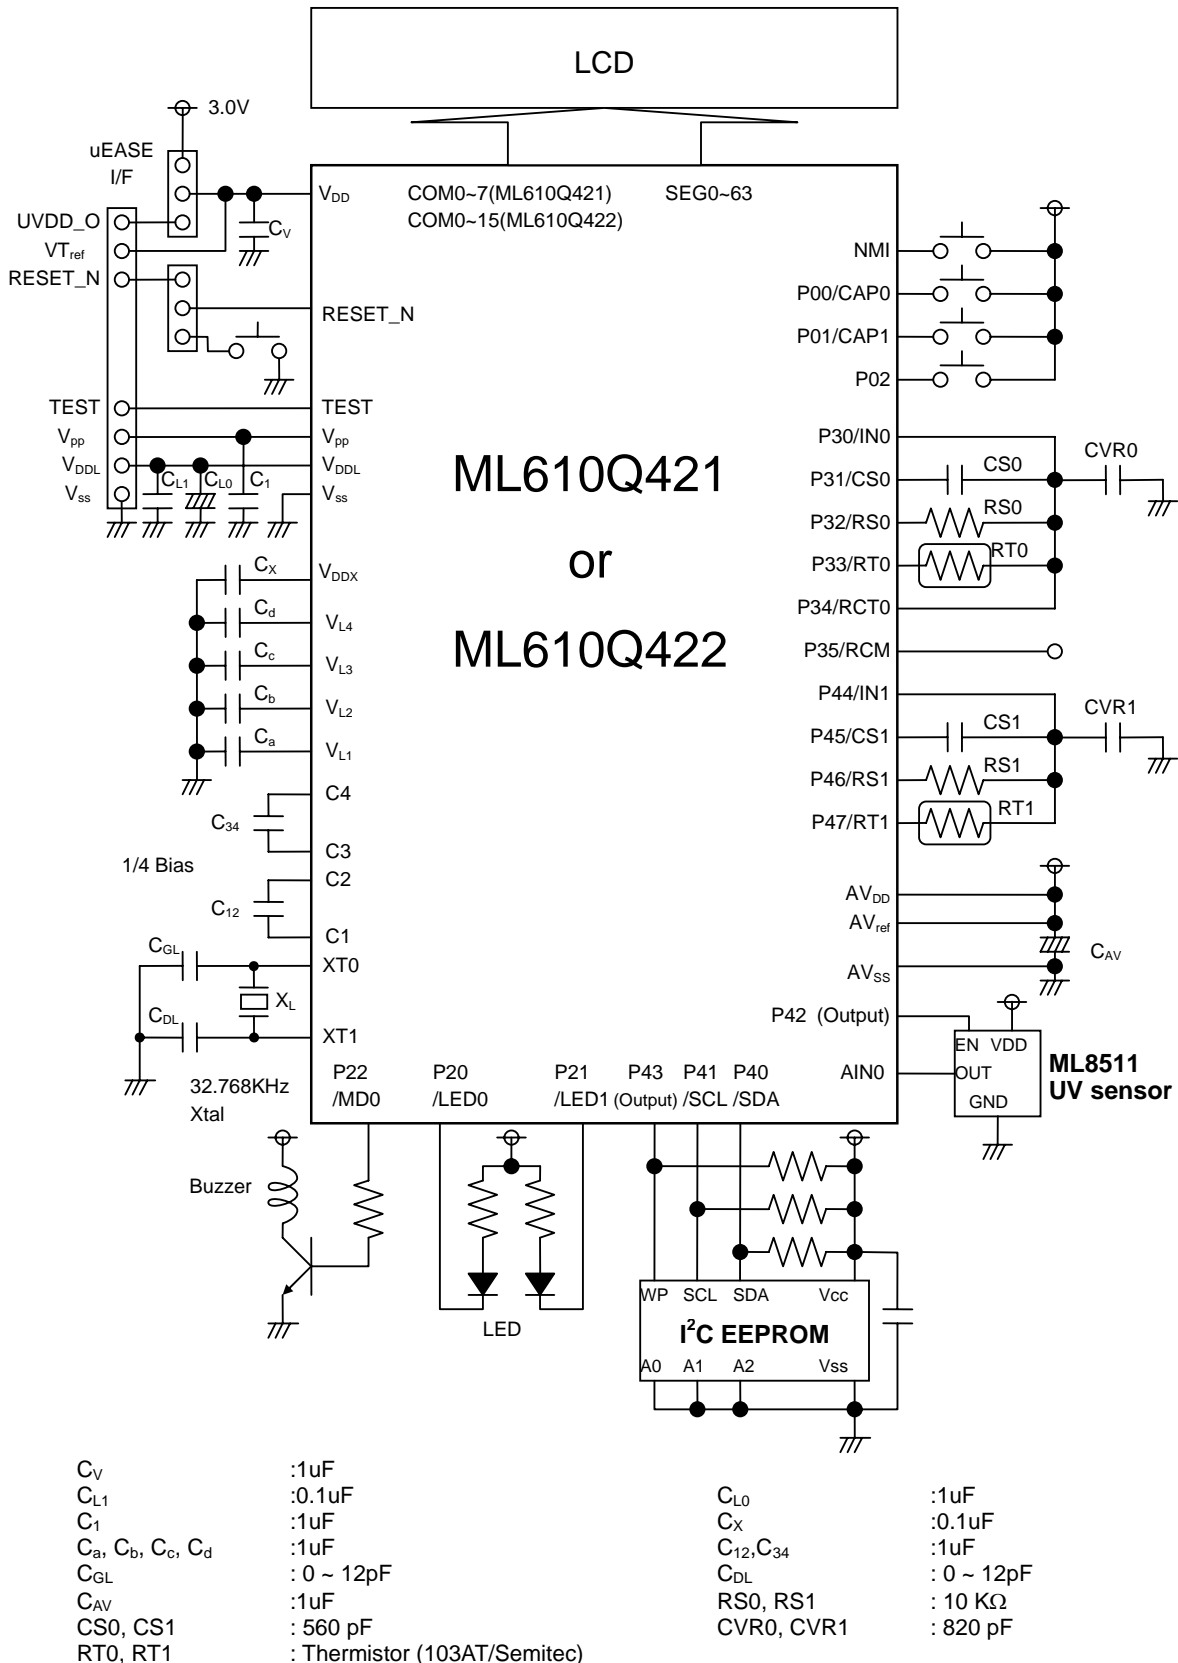 LCD
3.0V
uEASE
I/F
UVDD_O
VTref
RESET_N
TEST
Vpp
VDDL
Vss
CV
CL1
CL0
C1
VDD
RESET_N
TEST
Vpp
VDDL
Vss
COM0~7(ML610Q421)
COM0~15(ML610Q422)
SEG0~63
NMI
P00/CAP0
P01/CAP1
P02
P30/IN0
P31/CS0
P32/RS0
P33/RT0
P34/RCT0
P35/RCM
P44/IN1
P45/CS1
P46/RS1
P47/RT1
CS0
RS0
RT0
CVR0
CS1
RS1
RT1
CVR1
ML610Q421
or
ML610Q422
CX
Cd
Cc
Cb
Ca
VDDX
VL4
VL3
VL2
VL1
C4
C34
C3
1/4 Bias
C2
C12
C1
CGL
XT0
XL
CDL
XT1
32.768KHz
Xtal
AVDD
AVref
AVSS
CAV
P42 (Output)
AIN0
EN VDD
OUT
GND
ML8511
UV sensor
P22
/MD0
P20
/LED0
P21
/LED1
P43
(Output)
P41
/SCL
P40
/SDA
Buzzer
LED
WP SCL SDA Vcc
I²C EEPROM
A0 A1 A2 Vss
CV :1uF
CL1 :0.1uF
C1 :1uF
Ca, Cb, Cc, Cd :1uF
CGL : 0 ~ 12pF
CAV :1uF
CS0, CS1 : 560 pF
RT0, RT1 : Thermistor (103AT/Semitec)
CL0 :1uF
CX :0.1uF
C12,C34 :1uF
CDL : 0 ~ 12pF
RS0, RS1 : 10 KΩ
CVR0, CVR1 : 820 pF